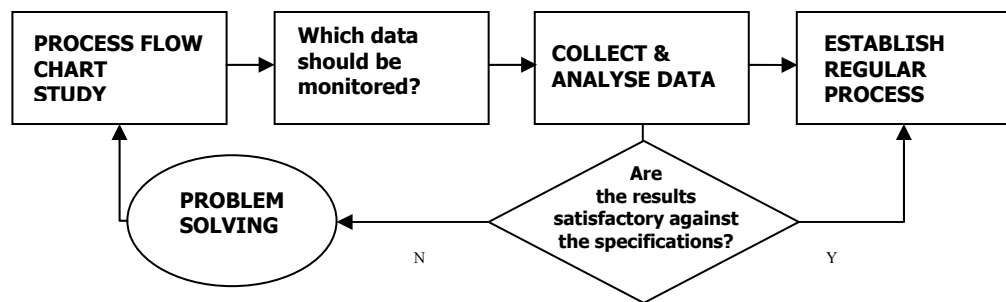 PROCESS FLOW
CHART
STUDY
Which data
should be
monitored?
COLLECT &
ANALYSE DATA
ESTABLISH
REGULAR
PROCESS
PROBLEM
SOLVING
Are
the results
satisfactory against
the specifications?
N
Y